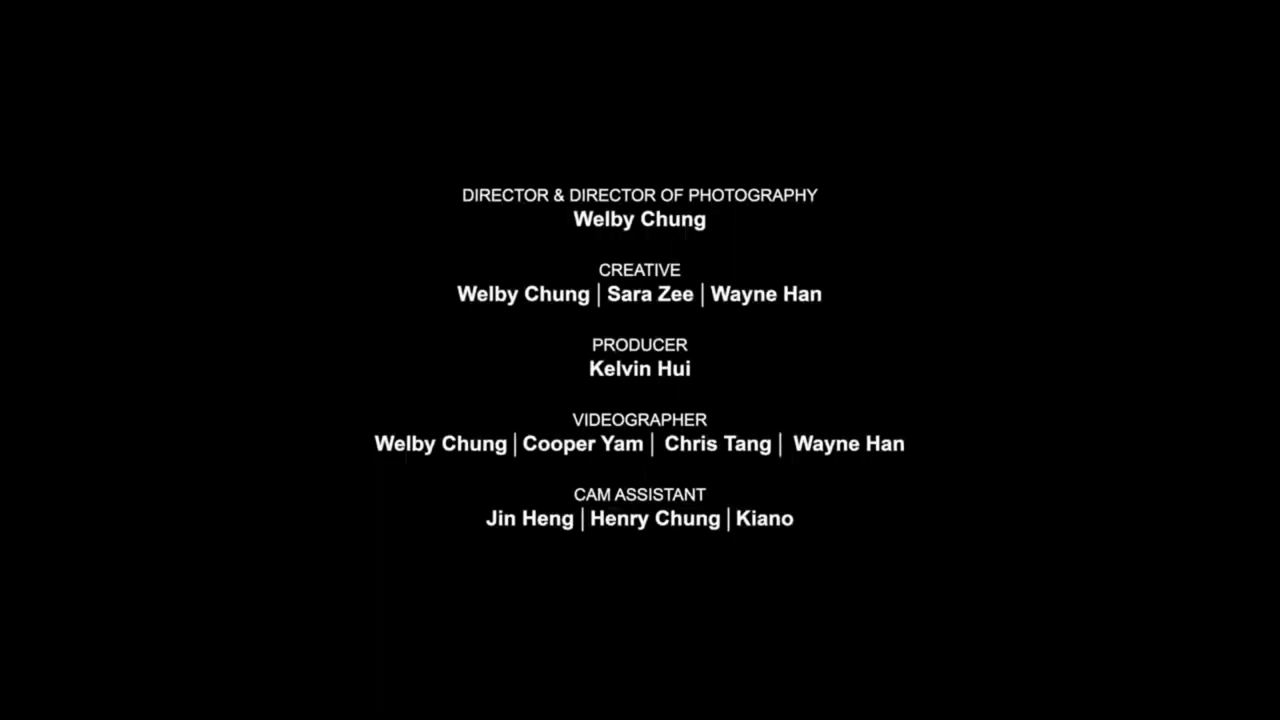 DIRECTOR & DIRECTOR OF PHOTOGRAPHY
Welby Chung
CREATIVE
Welby Chung | Sara Zee | Wayne Han
PRODUCER
Kelvin Hui
VIDEOGRAPHER
Welby Chung | Cooper Yam | Chris Tang | Wayne Han
CAM ASSISTANT
Jin Heng | Henry Chung | Kiano